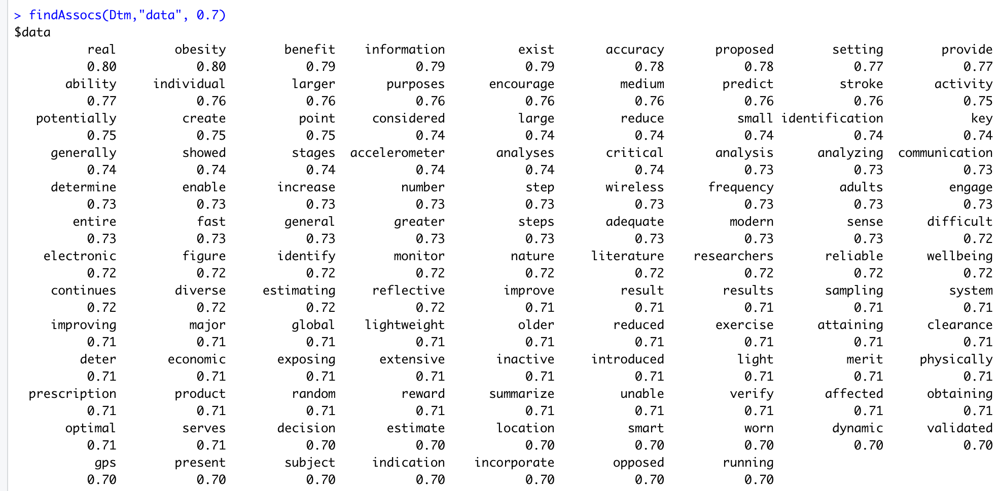 > findAssocs(Dtm,"data", 0.7)
$data
real obesity benefit information exist accuracy proposed setting provide
0.80 0.80 0.79 0.79 0.79 0.78 0.78 0.77 0.77
ability individual larger purposes encourage medium predict stroke activity
0.77 0.76 0.76 0.76 0.76 0.76 0.76 0.76 0.75
potentially create point considered large reduce small identification key
0.75 0.75 0.75 0.74 0.74 0.74 0.74 0.74 0.74
generally showed stages accelerometer analyses critical analysis analyzing communication
0.74 0.74 0.74 0.74 0.74 0.74 0.73 0.73 0.73
determine enable increase number step wireless frequency adults engage
0.73 0.73 0.73 0.73 0.73 0.73 0.73 0.73 0.73
entire fast general greater steps adequate modern sense difficult
0.73 0.73 0.73 0.73 0.73 0.73 0.73 0.73 0.72
electronic figure identify monitor nature literature researchers reliable wellbeing
0.72 0.72 0.72 0.72 0.72 0.72 0.72 0.72 0.72
continues diverse estimating reflective improve result results sampling system
0.72 0.72 0.72 0.72 0.71 0.71 0.71 0.71 0.71
improving major global lightweight older reduced exercise attaining clearance
0.71 0.71 0.71 0.71 0.71 0.71 0.71 0.71 0.71
deter economic exposing extensive inactive introduced light merit physically
0.71 0.71 0.71 0.71 0.71 0.71 0.71 0.71 0.71
prescription product random reward summarize unable verify affected obtaining
0.71 0.71 0.71 0.71 0.71 0.71 0.71 0.71 0.71
optimal serves decision estimate location smart worn dynamic validated
0.71 0.71 0.70 0.70 0.70 0.70 0.70 0.70 0.70
gps present subject indication incorporate opposed running
0.70 0.70 0.70 0.70 0.70 0.70 0.70